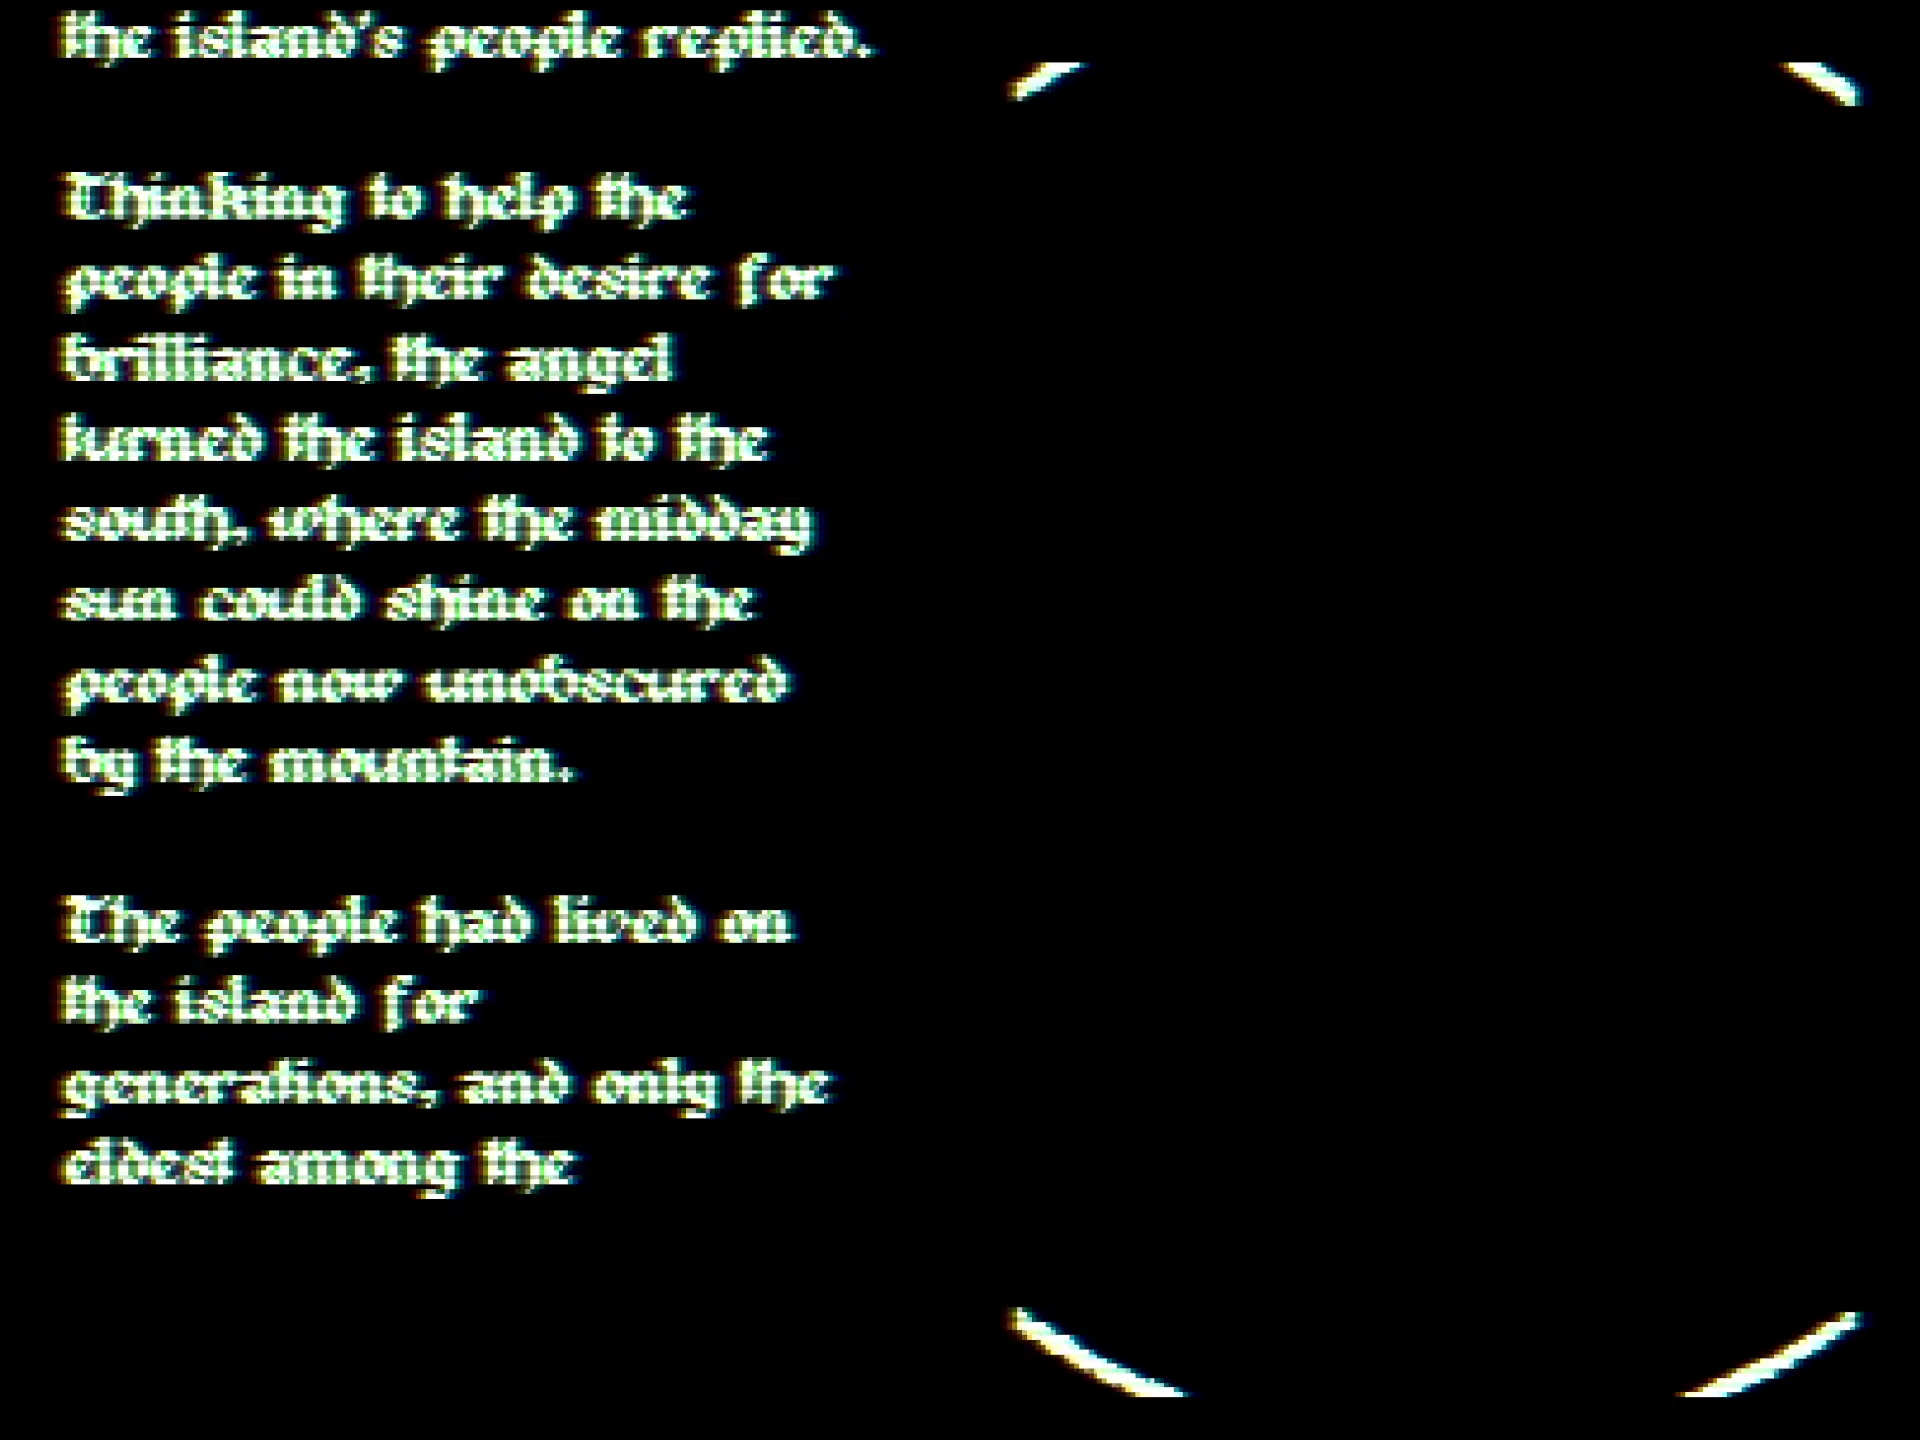 the island's people replied.
Thinking to help the
people in their desire for
brilliance, the angel
turned the island to the
south, where the midday
sun could shine on the
people now unobscured
by the mountain.
The people had lived on
the island for
generations, and only the
eldest among the